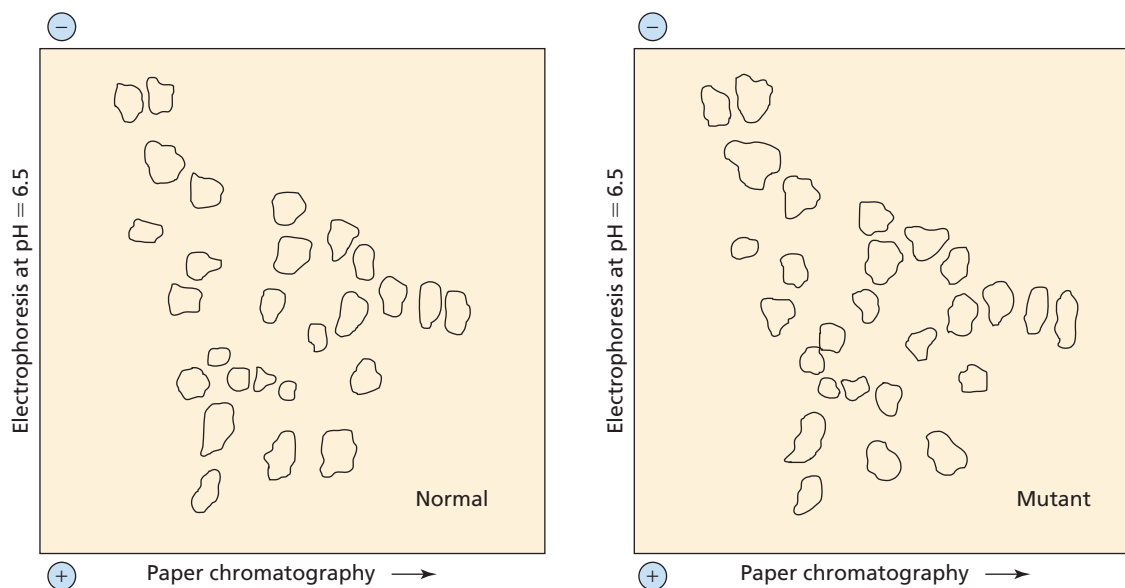 −
−
Electrophoresis at pH = 6.5
Normal
Electrophoresis at pH = 6.5
Mutant
+
Paper chromatography →
+
Paper chromatography →